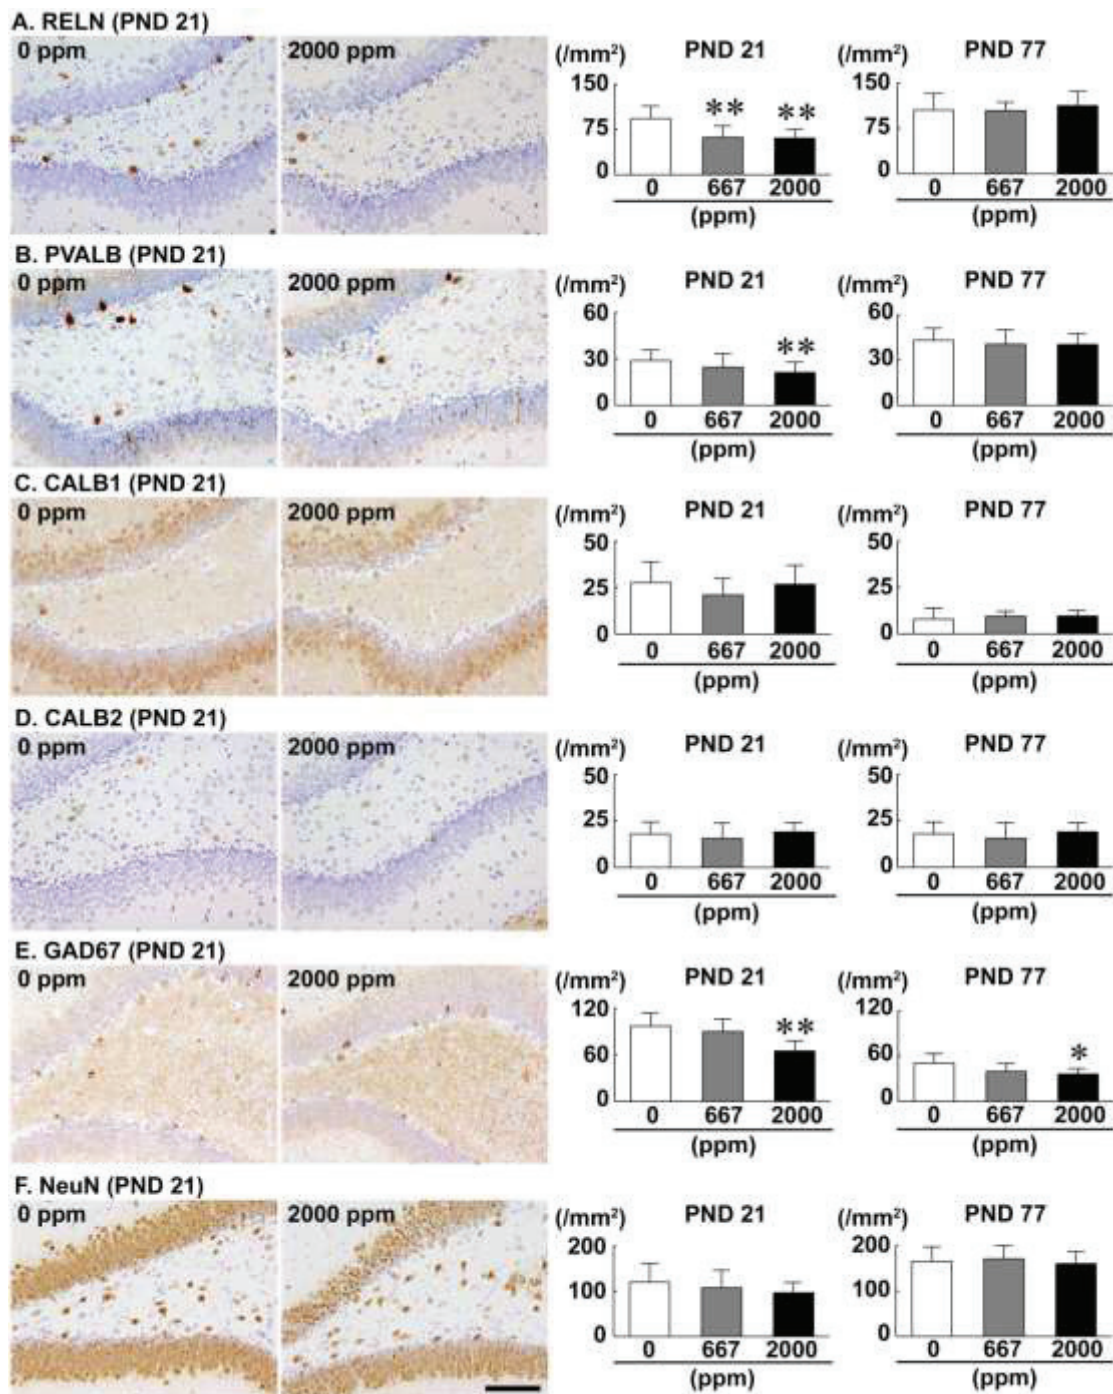 A. RELN (PND 21)
0 ppm 2000 ppm
(/mm²) PND 21
150
75
0
** **
0 667 2000
(ppm)
(/mm²) PND 77
150
75
0
0 667 2000
(ppm)
B. PVALB (PND 21)
0 ppm 2000 ppm
(/mm²) PND 21
60
30
0
**
0 667 2000
(ppm)
(/mm²) PND 77
60
30
0
0 667 2000
(ppm)
C. CALB1 (PND 21)
0 ppm 2000 ppm
(/mm²) PND 21
50
25
0
0 667 2000
(ppm)
(/mm²) PND 77
50
25
0
0 667 2000
(ppm)
D. CALB2 (PND 21)
0 ppm 2000 ppm
(/mm²) PND 21
50
25
0
0 667 2000
(ppm)
(/mm²) PND 77
50
25
0
0 667 2000
(ppm)
E. GAD67 (PND 21)
0 ppm 2000 ppm
(/mm²) PND 21
120
60
0
**
0 667 2000
(ppm)
(/mm²) PND 77
120
60
0
*
0 667 2000
(ppm)
F. NeuN (PND 21)
0 ppm 2000 ppm
(/mm²) PND 21
200
100
0
0 667 2000
(ppm)
(/mm²) PND 77
200
100
0
0 667 2000
(ppm)